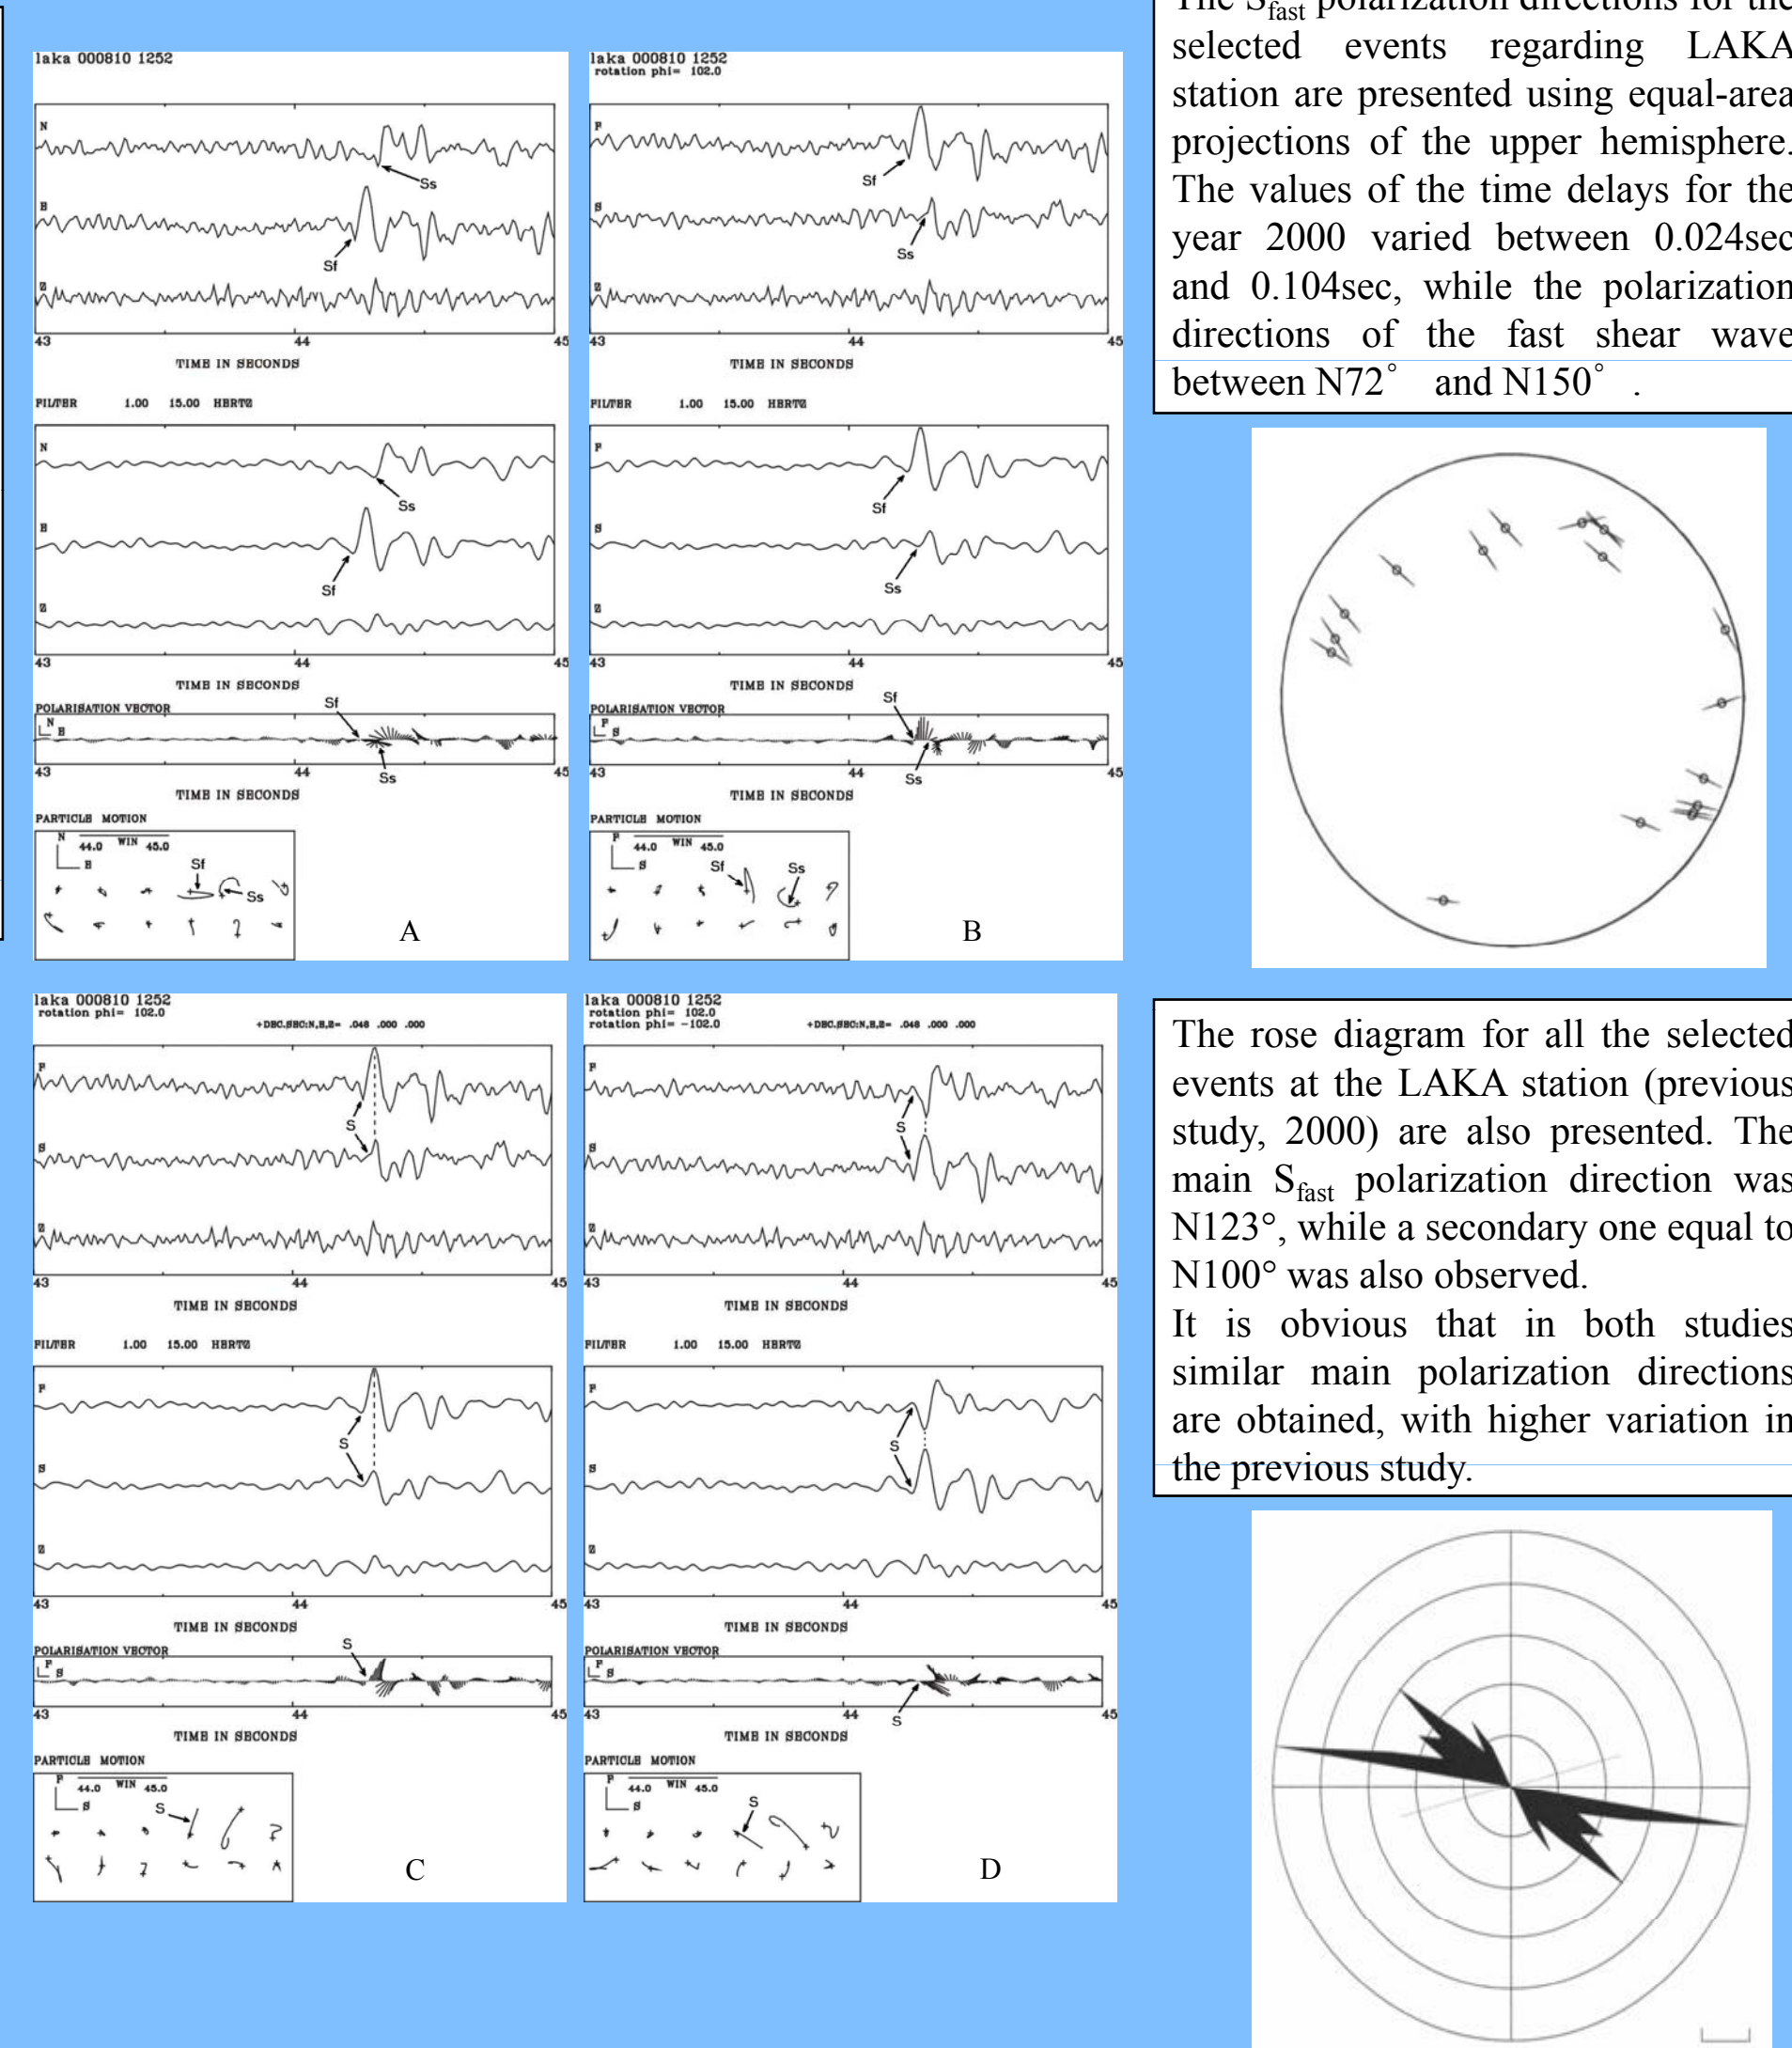 laka 000810 1252
N
Ss
E
Sf
Z
43 44 45
TIME IN SECONDS
FILTER 1.00 15.00 HERTZ
N
Ss
E
Sf
Z
43 44 45
TIME IN SECONDS
POLARISATION VECTOR
Sf
N
E
Ss
43 44 45
TIME IN SECONDS
PARTICLE MOTION
N
44.0 WIN 45.0
E
Sf
Ss
A
laka 000810 1252
rotation phi= 102.0
F
Sf
S
Ss
Z
43 44 45
TIME IN SECONDS
FILTER 1.00 15.00 HERTZ
F
Sf
S
Ss
Z
43 44 45
TIME IN SECONDS
POLARISATION VECTOR
Sf
F
S
Ss
43 44 45
TIME IN SECONDS
PARTICLE MOTION
F
44.0 WIN 45.0
S
Sf
Ss
B
laka 000810 1252
rotation phi= 102.0
+DEC.SEC:N,E,Z= .048 .000 .000
F
S
S
Z
43 44 45
TIME IN SECONDS
FILTER 1.00 15.00 HERTZ
F
S
S
Z
43 44 45
TIME IN SECONDS
POLARISATION VECTOR
S
F
S
43 44 45
TIME IN SECONDS
PARTICLE MOTION
F
44.0 WIN 45.0
S
S
C
laka 000810 1252
rotation phi= 102.0
rotation phi= -102.0
+DEC.SEC:N,E,Z= .048 .000 .000
F
S
S
Z
43 44 45
TIME IN SECONDS
FILTER 1.00 15.00 HERTZ
F
S
S
Z
43 44 45
TIME IN SECONDS
POLARISATION VECTOR
F
S
S
43 44 45
TIME IN SECONDS
PARTICLE MOTION
F
44.0 WIN 45.0
S
S
D
The Sfast polarization directions for the
selected events regarding LAKA
station are presented using equal-area
projections of the upper hemisphere.
The values of the time delays for the
year 2000 varied between 0.024sec
and 0.104sec, while the polarization
directions of the fast shear wave
between N72° and N150° .
The rose diagram for all the selected
events at the LAKA station (previous
study, 2000) are also presented. The
main Sfast polarization direction was
N123°, while a secondary one equal to
N100° was also observed.
It is obvious that in both studies
similar main polarization directions
are obtained, with higher variation in
the previous study.